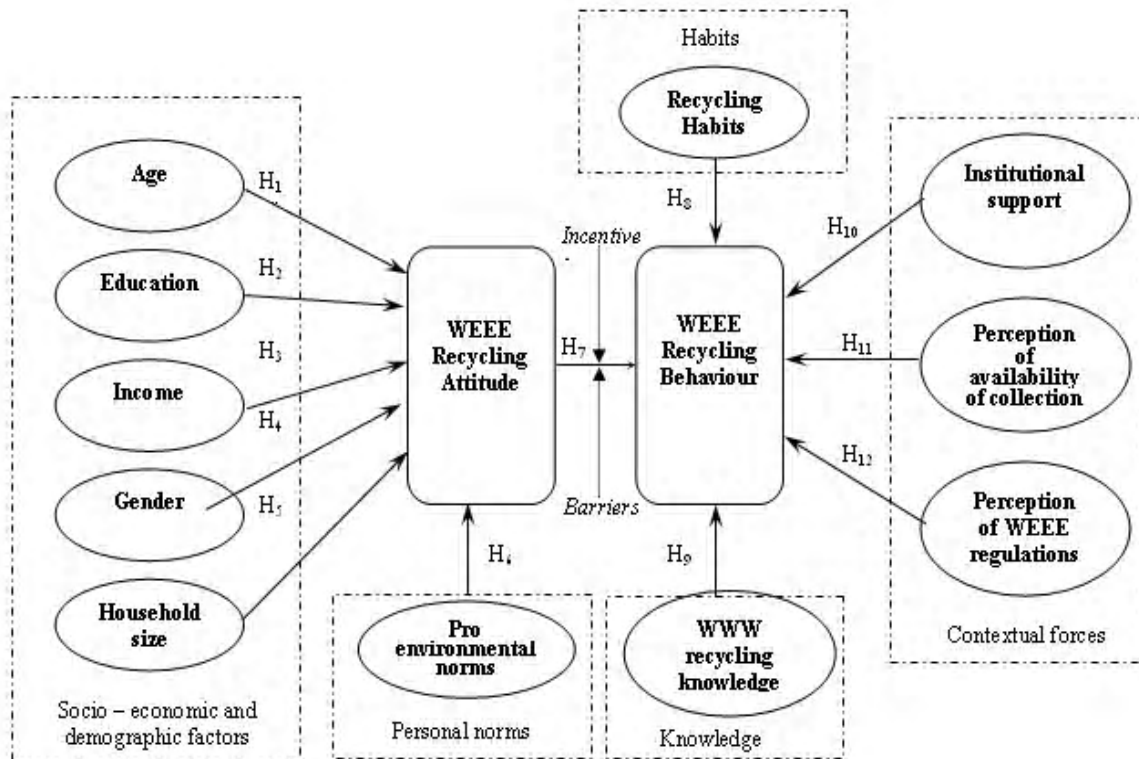 Habits
Recycling
Habits
Age
H1
Education
H2
H3
Income
H4
Gender
H5
Household
size
Socio – economic and
demographic factors
WEEE
Recycling
Attitude
H6
Pro
environmental
norms
Personal norms
Incentive
H7
Barriers
H8
WEEE
Recycling
Behaviour
H9
WWW
recycling
knowledge
Knowledge
H10
Institutional
support
H11
Perception
of
availability
of collection
H12
Perception
of WEEE
regulations
Contextual forces